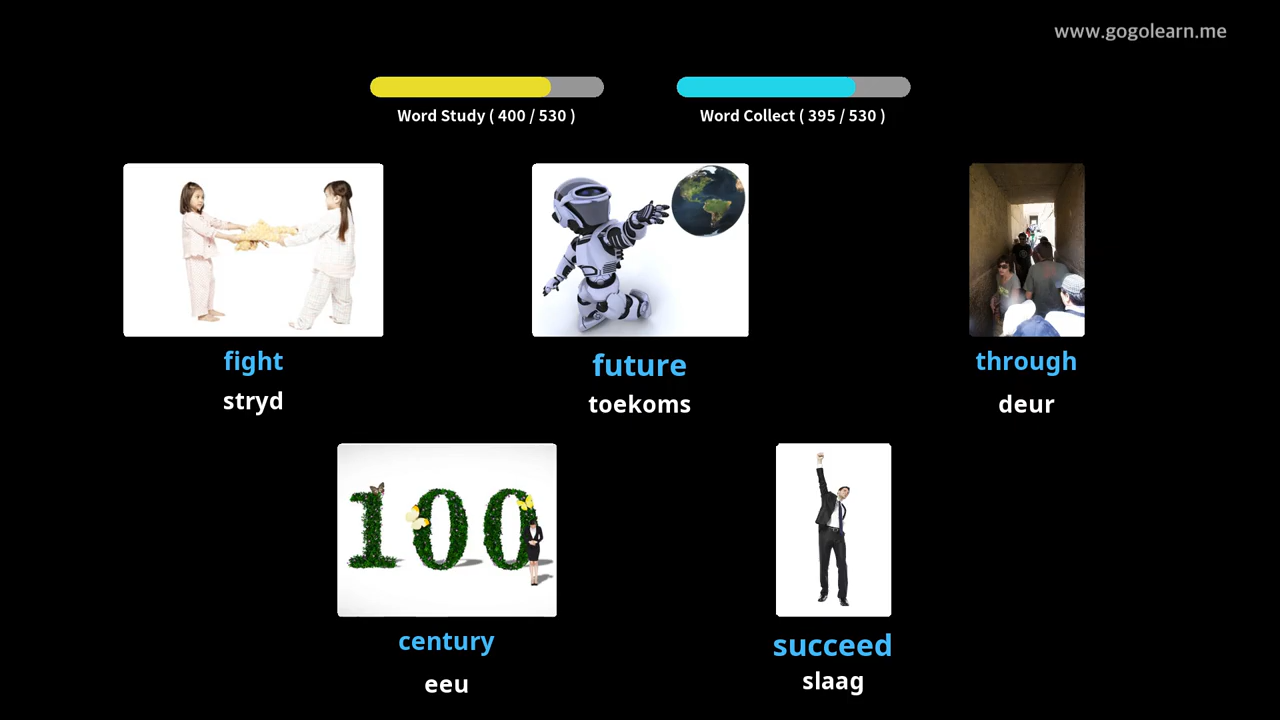 www.gogolearn.me
Word Study ( 400 / 530 )
Word Collect ( 395 / 530 )
fight
stryd
future
toekoms
through
deur
100
century
eeu
succeed
slaag